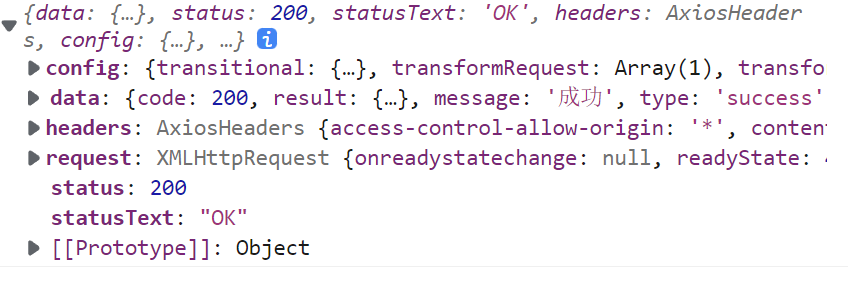 {data: {…}, status: 200, statusText: 'OK', headers: AxiosHeader
s, config: {…}, …} i
config: {transitional: {…}, transformRequest: Array(1), transfo
data: {code: 200, result: {…}, message: '成功', type: 'success'
headers: AxiosHeaders {access-control-allow-origin: '*', conten
request: XMLHttpRequest {onreadystatechange: null, readyState: 4
status: 200
statusText: "OK"
[[Prototype]]: Object